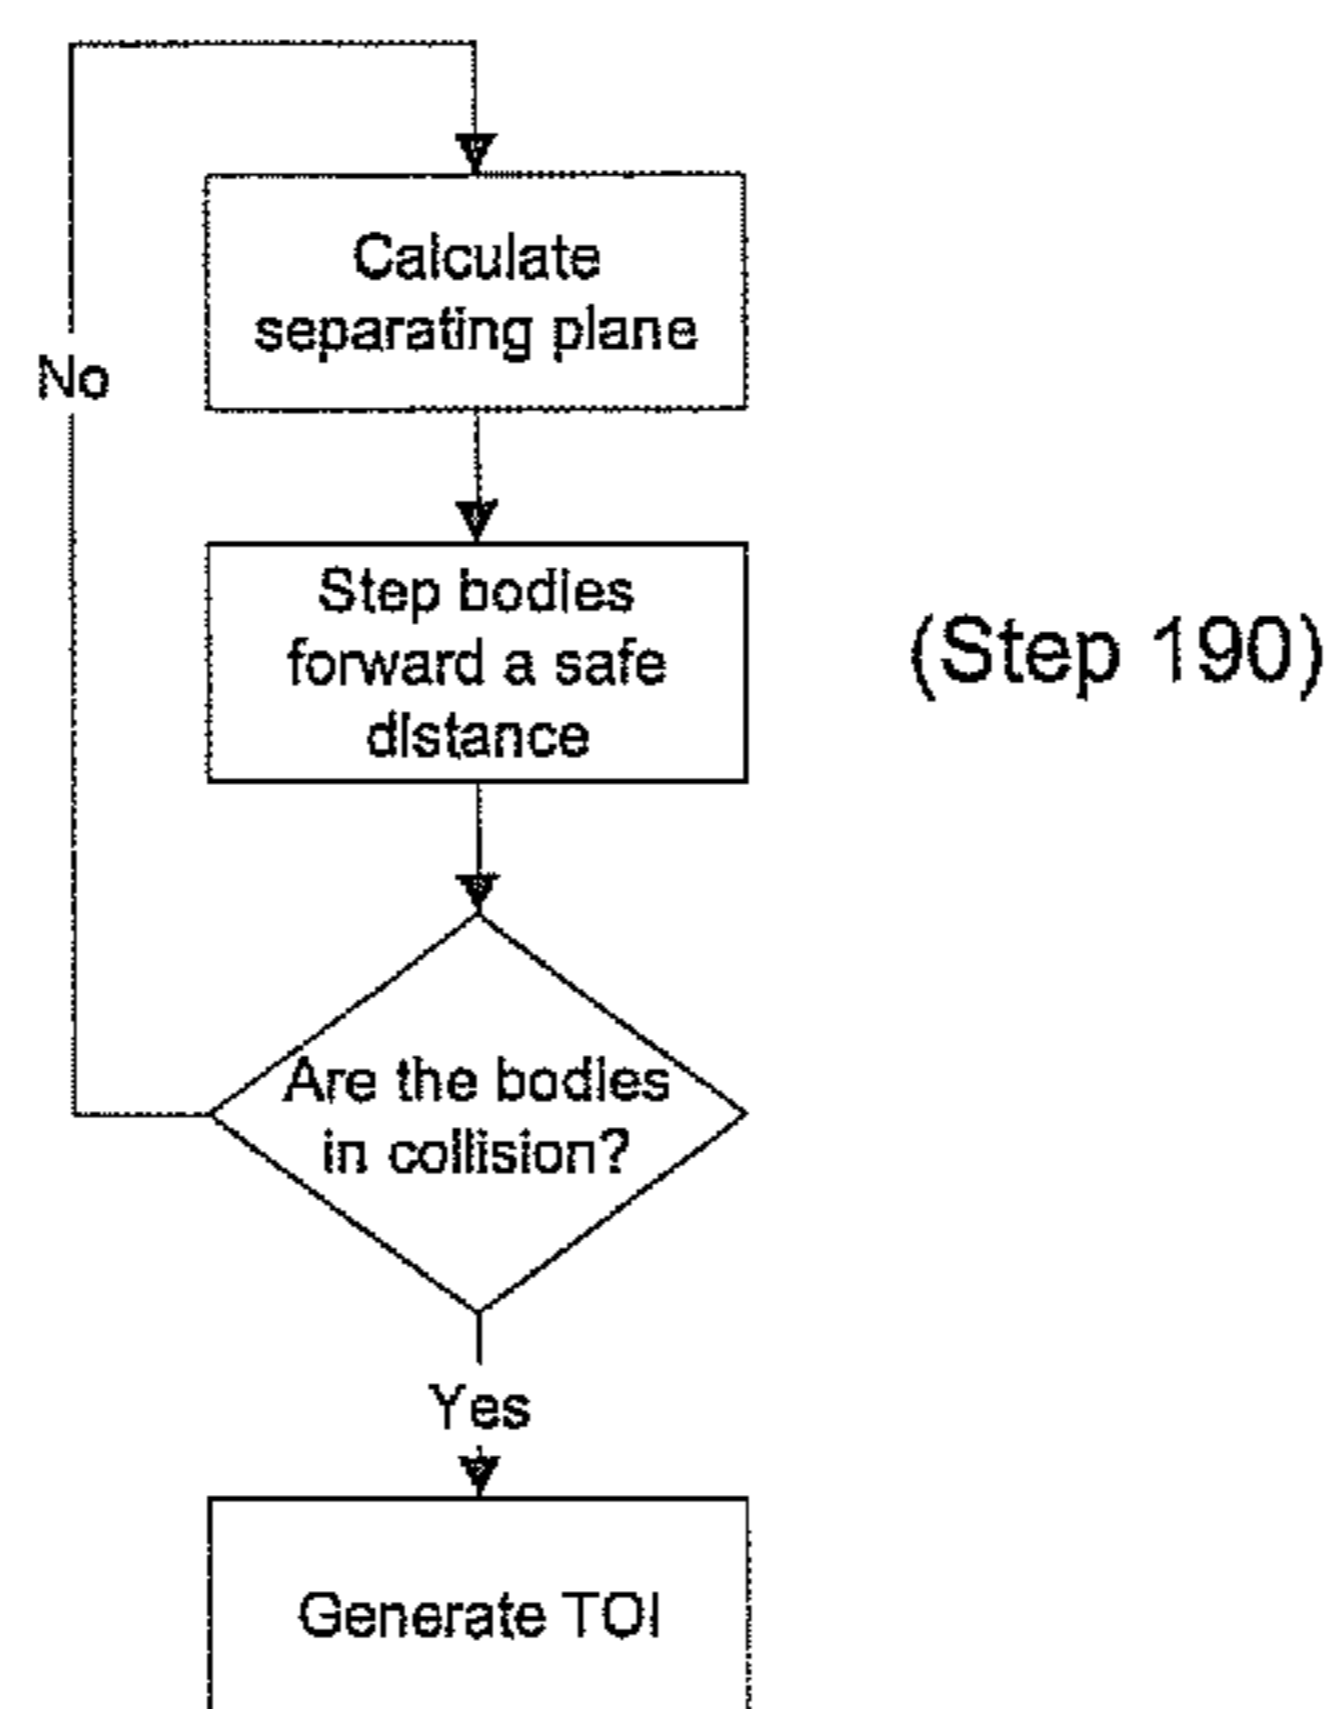 Calculate
separating plane
No
Step bodies
forward a safe
distance
(Step 190)
Are the bodies
in collision?
Yes
Generate TOI